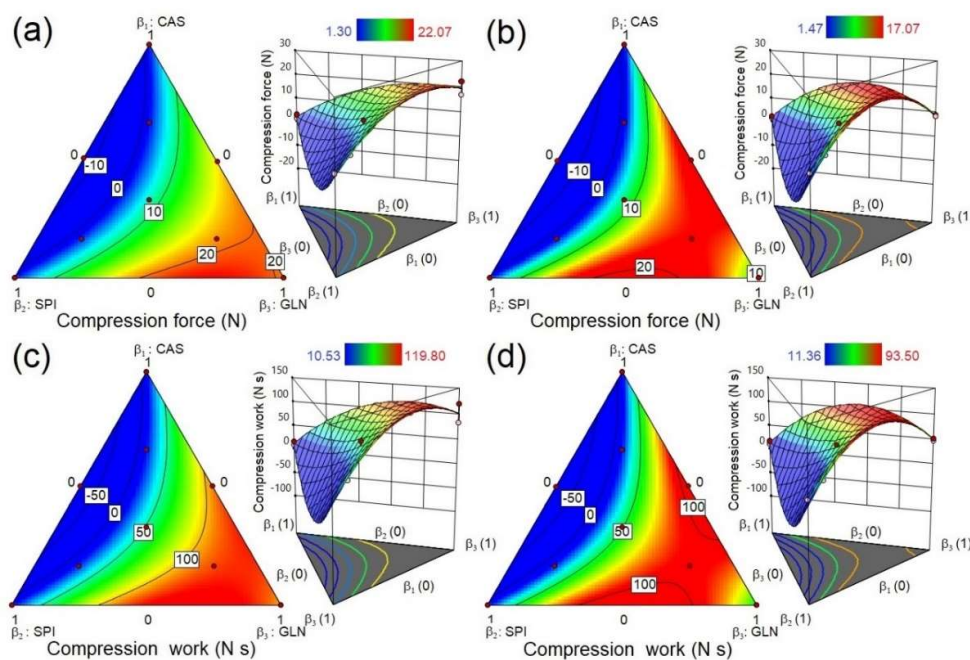 (a)
β₁: CAS
1
0
0
-10
0
10
20
20
1
0
1
β₂: SPI
β₃: GLN
Compression force (N)
1.30
22.07
Compression force (N)
30
20
10
0
-10
-20
β₁ (1)
β₂ (0)
β₃ (1)
β₃ (0)
β₁ (0)
β₂ (1)
(b)
β₁: CAS
1
0
0
-10
0
10
20
10
1
0
1
β₂: SPI
β₃: GLN
Compression force (N)
1.47
17.07
Compression force (N)
30
20
10
0
-10
-20
β₁ (1)
β₂ (0)
β₃ (1)
β₃ (0)
β₁ (0)
β₂ (1)
(c)
β₁: CAS
1
0
0
-50
0
50
100
1
0
1
β₂: SPI
β₃: GLN
Compression work (N s)
10.53
119.80
Compression work (N s)
150
100
50
0
-50
-100
β₁ (1)
β₂ (0)
β₃ (1)
β₂ (0)
β₁ (0)
β₃ (1)
(d)
β₁: CAS
1
0
0
-50
0
50
100
100
1
0
1
β₂: SPI
β₃: GLN
Compression work (N s)
11.36
93.50
Compression work (N s)
150
100
50
0
-50
-100
β₁ (1)
β₂ (0)
β₃ (1)
β₃ (0)
β₁ (0)
β₂ (1)